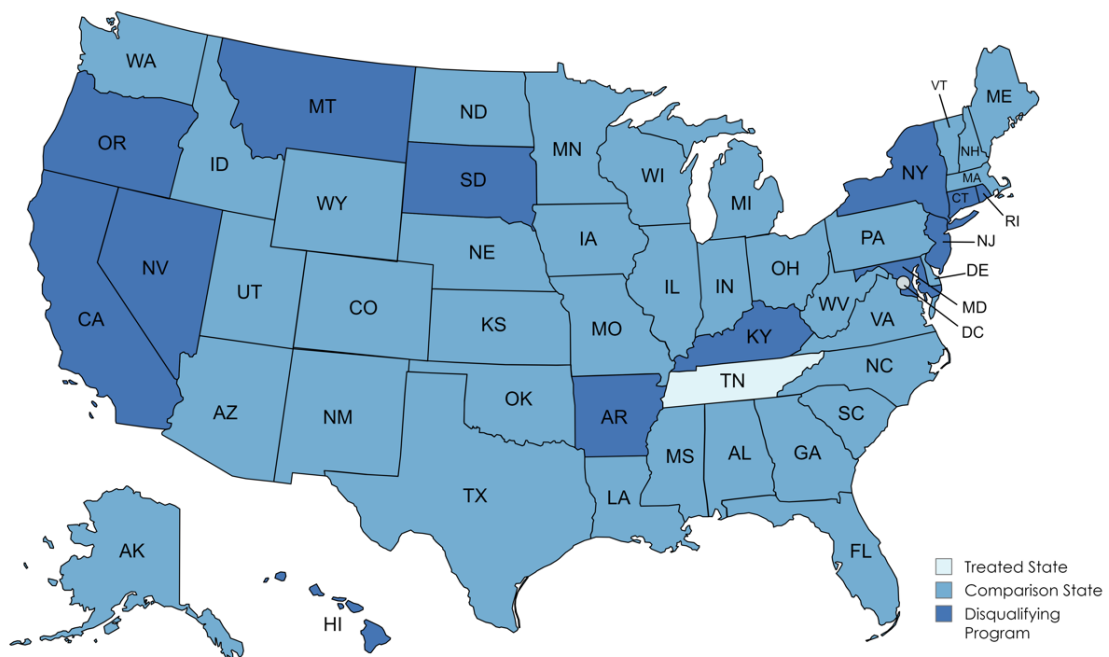 WA
MT
ND
MN
VT
ME
OR
ID
SD
WI
NH
NY
MA
WY
MI
CT
RI
IA
NE
PA
NJ
NV
UT
IL
IN
OH
DE
CO
WV
MD
CA
KS
MO
VA
KY
DC
NC
TN
AZ
NM
OK
AR
SC
MS
AL
GA
TX
LA
AK
FL
HI
Treated State
Comparison State
Disqualifying
Program